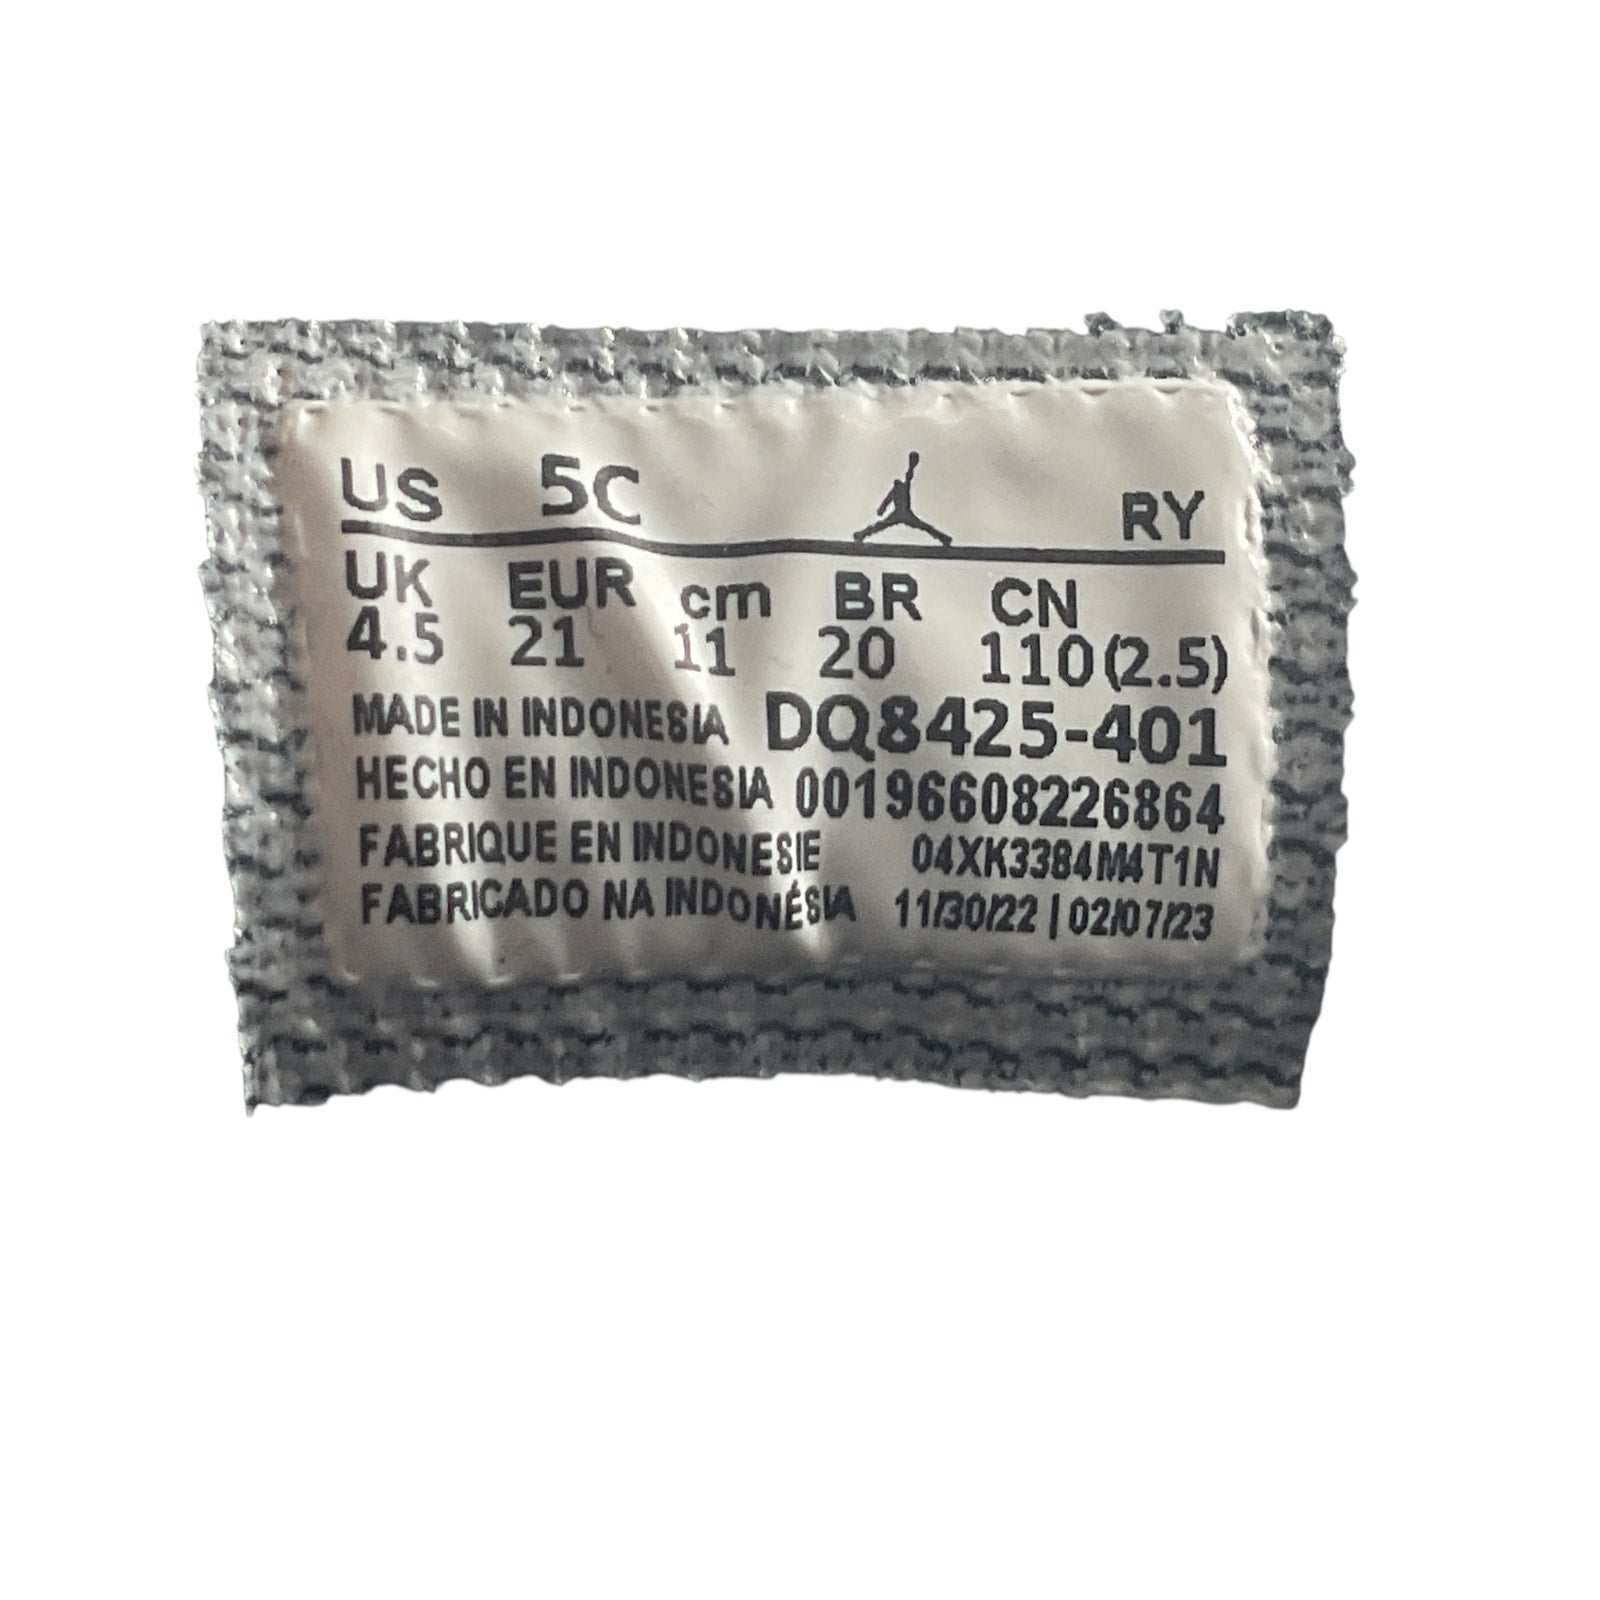 US 5C RY
UK EUR cm BR CN
4.5 21 11 20 110(2.5)
MADE IN INDONESIA DQ8425-401
HECHO EN INDONESIA 00196608226864
FABRIQUE EN INDONESIE 04XK3384M4T1N
FABRICADO NA INDONÉSIA 11/30/22 | 02/07/23